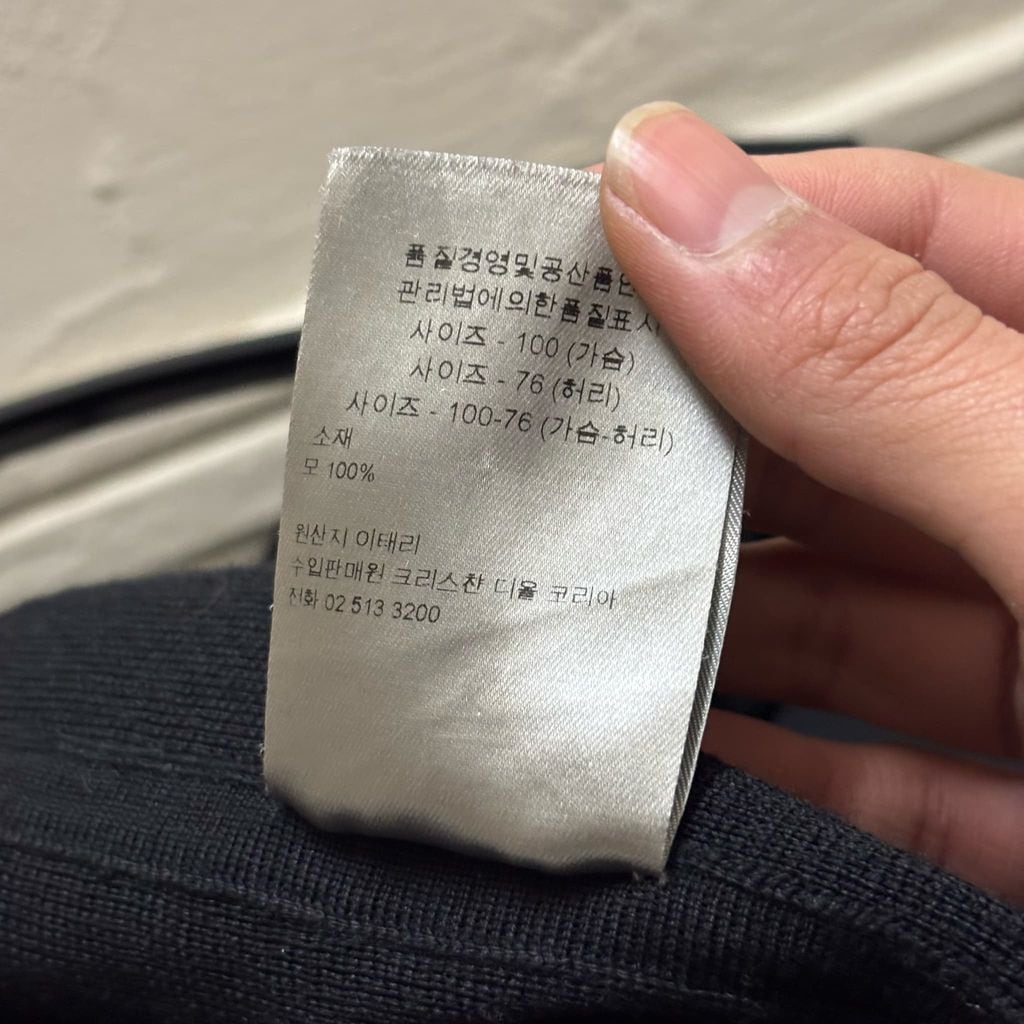 품질경영및공산품안
관리법에의한품질표시
사이즈 - 100 (가슴)
사이즈 - 76 (허리)
사이즈 - 100-76 (가슴-허리)
소재
모 100%
원산지 이태리
수입판매원 크리스챤 디올 코리아
전화 02 513 3200